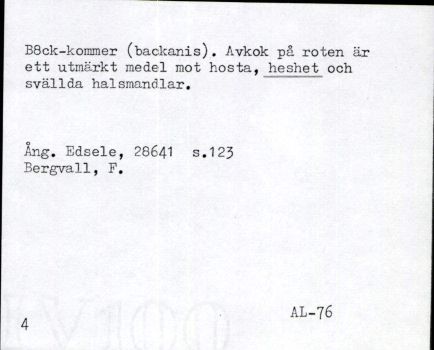 B8ck-kommer (backanis). Avkok på roten är
ett utmärkt medel mot hosta, heshet och
svällda halsmandlar.
Ång. Edsele, 28641 s.123
Bergvall, F.
AL-76
4